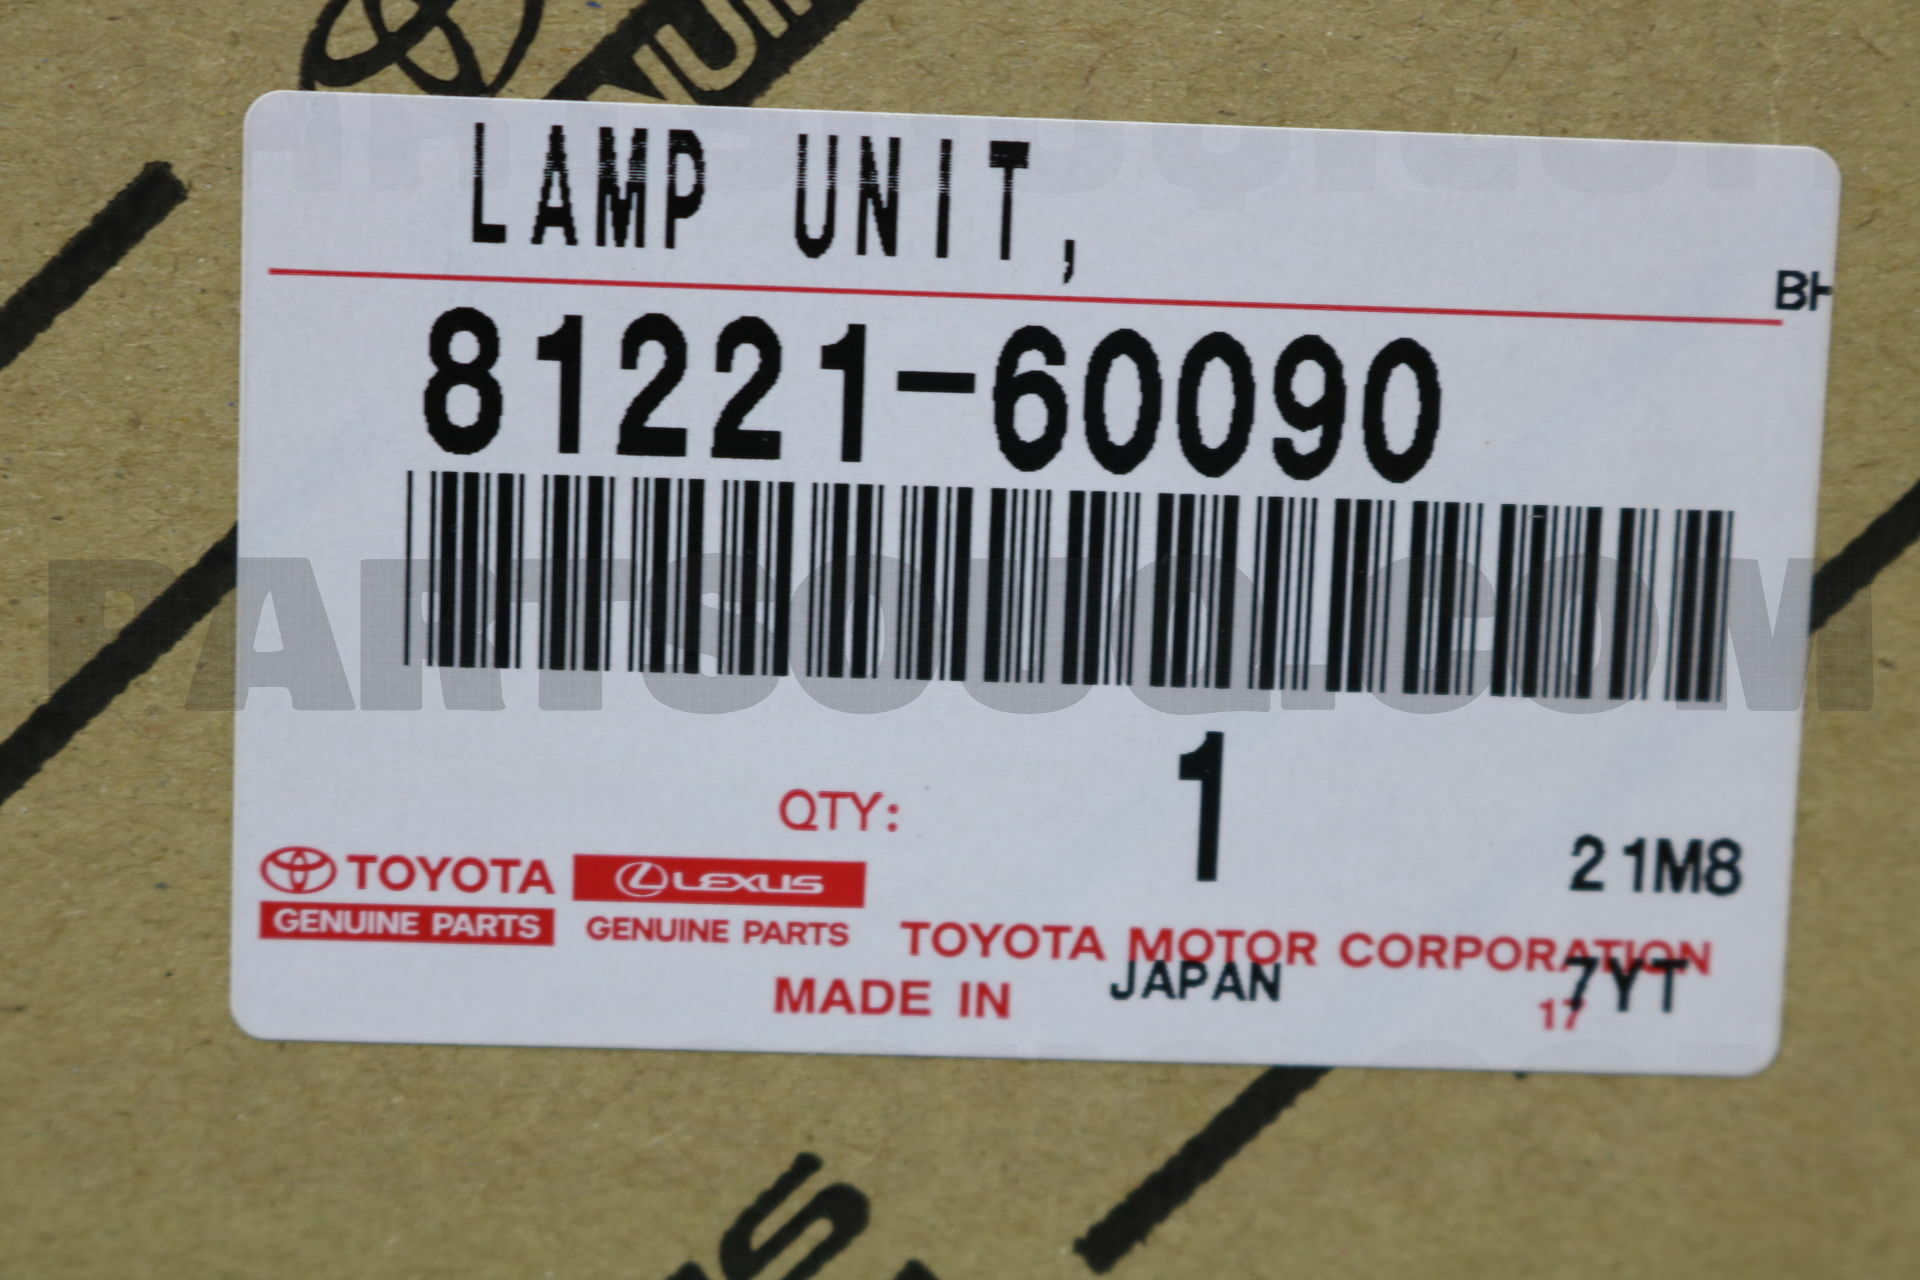 LAMP UNIT,
BH
81221-60090
PARTSOUQ.COM
QTY: 1
21M8
TOYOTA LEXUS
GENUINE PARTS GENUINE PARTS TOYOTA MOTOR CORPORATION
MADE IN JAPAN 7YT
17